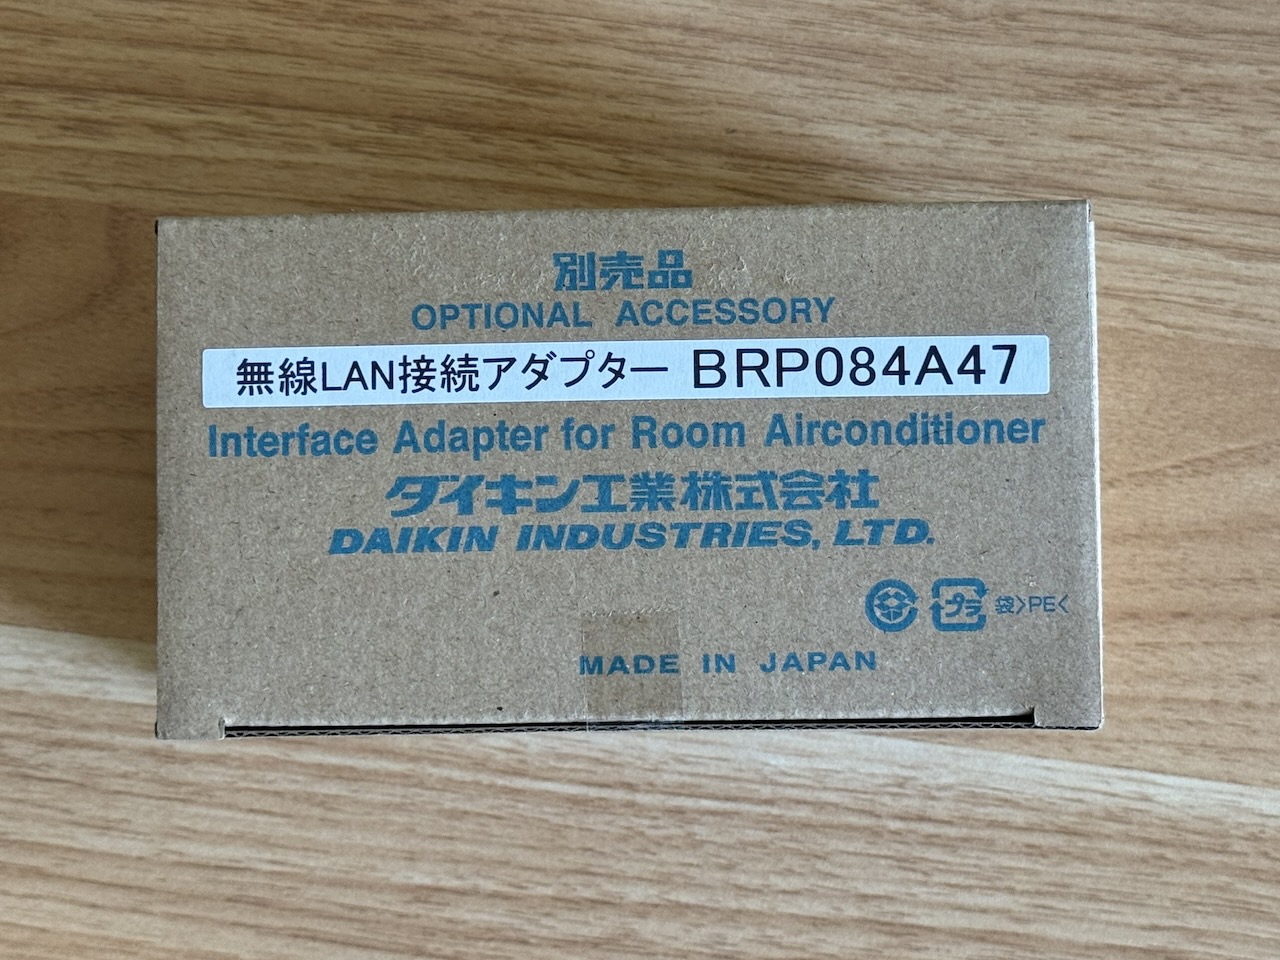 別売品
OPTIONAL ACCESSORY
無線LAN接続アダプター BRP084A47
Interface Adapter for Room Airconditioner
ダイキン工業株式会社
DAIKIN INDUSTRIES, LTD.
プラ 袋>PE<
MADE IN JAPAN